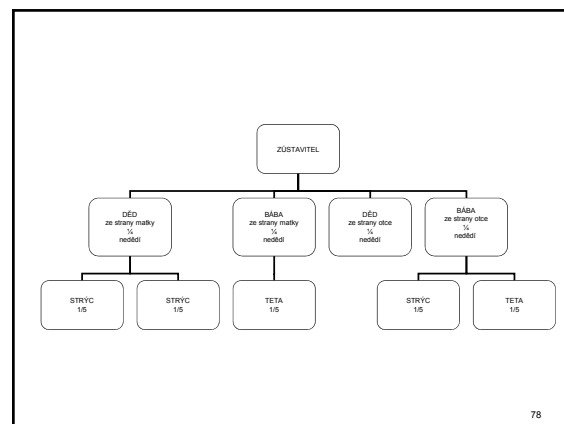 ZŮSTAVITEL
DĚD
ze strany matky
¼
nedědí
BÁBA
ze strany matky
¼
nedědí
DĚD
ze strany otce
¼
nedědí
BÁBA
ze strany otce
¼
nedědí
STRÝC
1/5
STRÝC
1/5
TETA
1/5
STRÝC
1/5
TETA
1/5
78